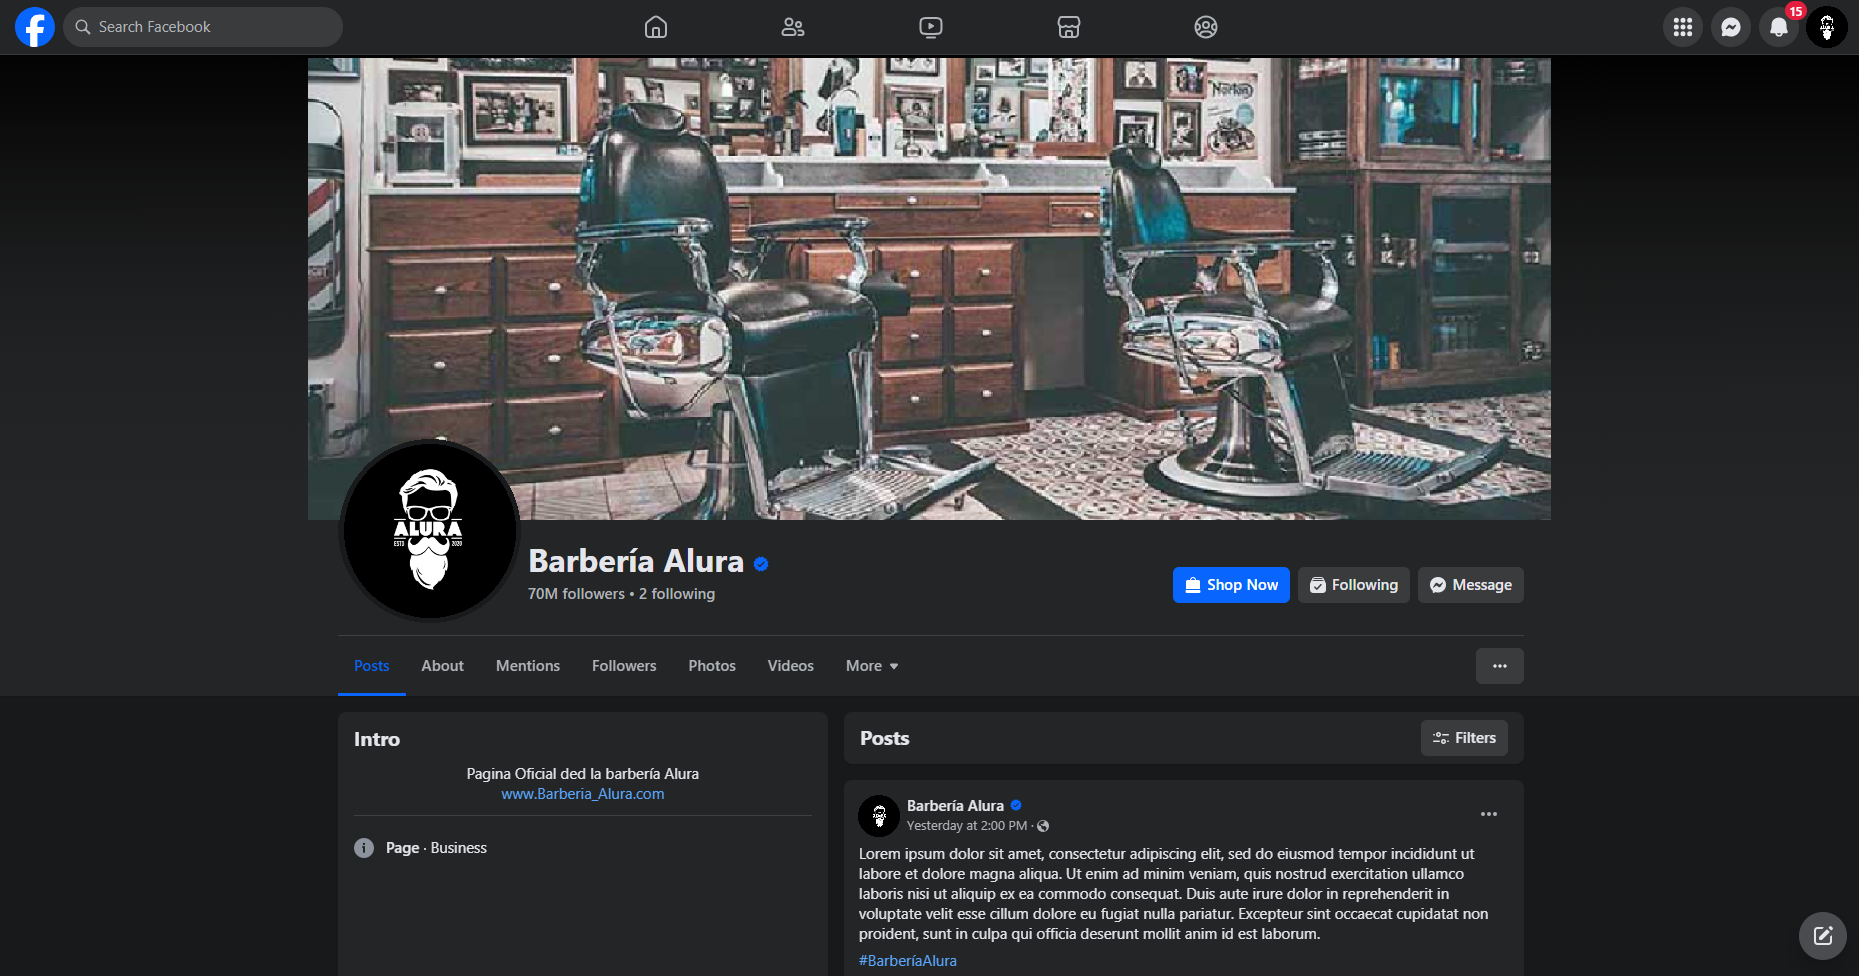 Search Facebook
15
Norton
ALURA
ESTD 2020
Barbería Alura
70M followers • 2 following
Shop Now
Following
Message
Posts
About
Mentions
Followers
Photos
Videos
More
Intro
Pagina Oficial ded la barbería Alura
www.Barberia_Alura.com
Page · Business
Posts
Filters
Barbería Alura
Yesterday at 2:00 PM ·
Lorem ipsum dolor sit amet, consectetur adipiscing elit, sed do eiusmod tempor incididunt ut
labore et dolore magna aliqua. Ut enim ad minim veniam, quis nostrud exercitation ullamco
laboris nisi ut aliquip ex ea commodo consequat. Duis aute irure dolor in reprehenderit in
voluptate velit esse cillum dolore eu fugiat nulla pariatur. Excepteur sint occaecat cupidatat non
proident, sunt in culpa qui officia deserunt mollit anim id est laborum.
#BarberíaAlura